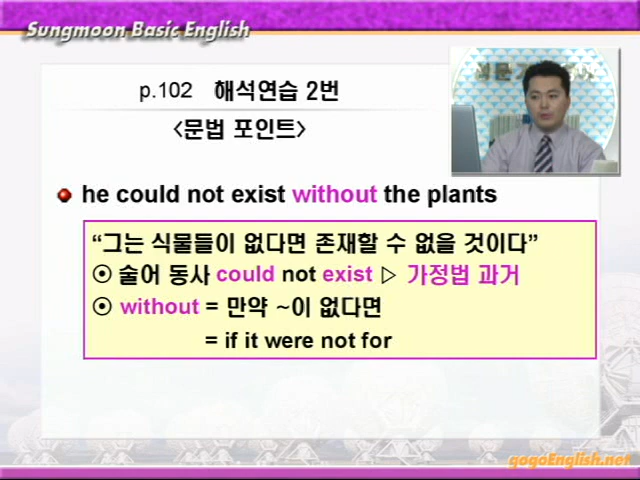 Sungmoon Basic English
p.102 해석연습 2번
<문법 포인트>
he could not exist without the plants
“그는 식물들이 없다면 존재할 수 없을 것이다”
⊙ 술어 동사 could not exist ▷ 가정법 과거
⊙ without = 만약 ~이 없다면
= if it were not for
gogoEnglish.net